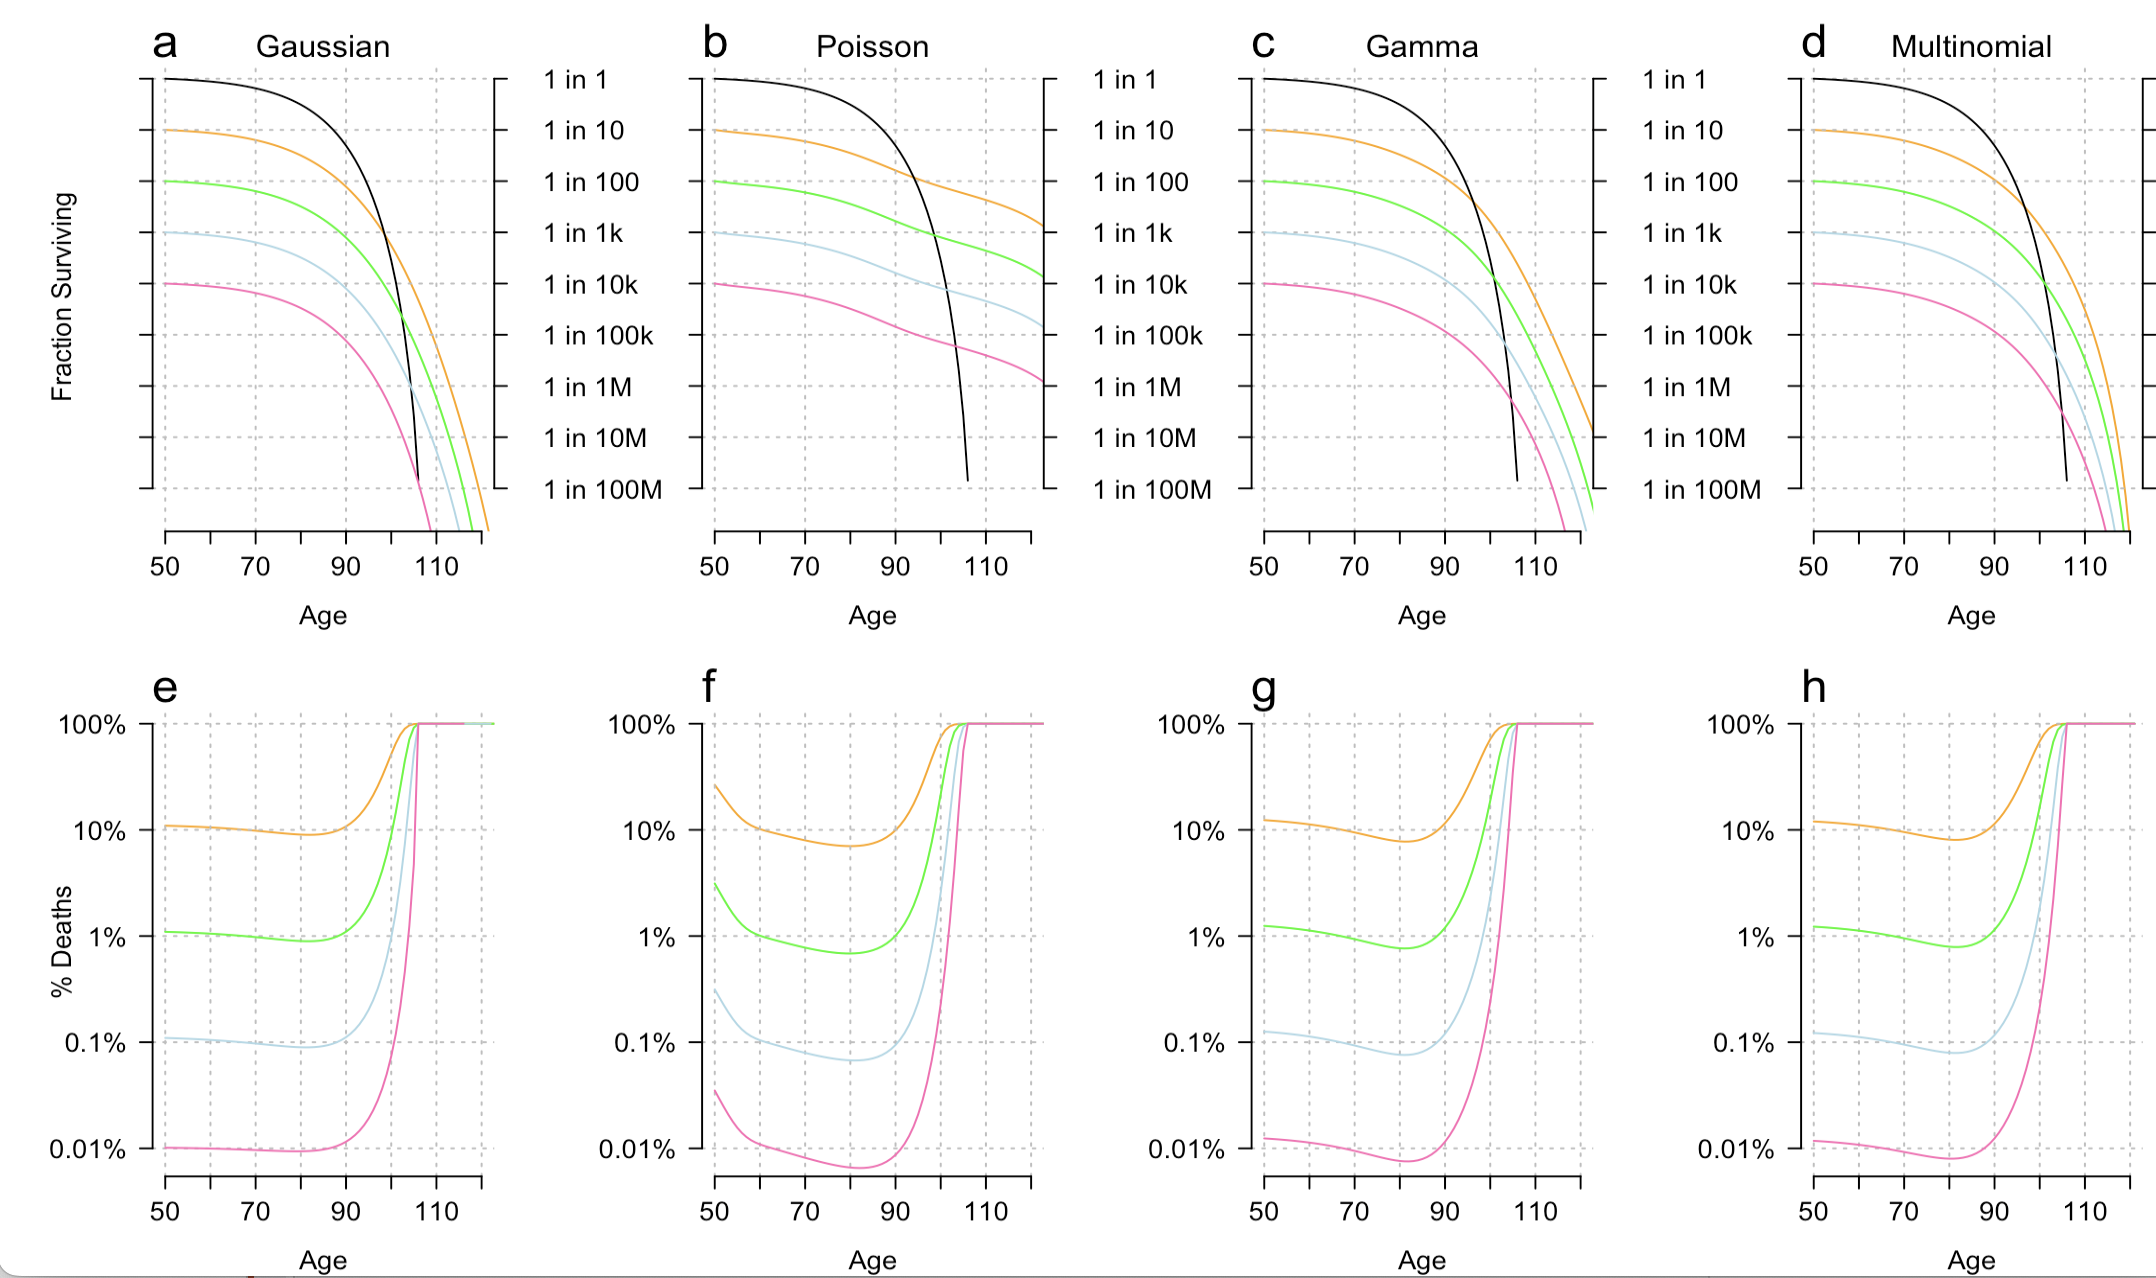 a Gaussian
b Poisson
c Gamma
d Multinomial
Fraction Surviving
1 in 1
1 in 10
1 in 100
1 in 1k
1 in 10k
1 in 100k
1 in 1M
1 in 10M
1 in 100M
1 in 1
1 in 10
1 in 100
1 in 1k
1 in 10k
1 in 100k
1 in 1M
1 in 10M
1 in 100M
1 in 1
1 in 10
1 in 100
1 in 1k
1 in 10k
1 in 100k
1 in 1M
1 in 10M
1 in 100M
50 70 90 110
50 70 90 110
50 70 90 110
50 70 90 110
Age
Age
Age
Age
e
f
g
h
% Deaths
100%
10%
1%
0.1%
0.01%
100%
10%
1%
0.1%
0.01%
100%
10%
1%
0.1%
0.01%
100%
10%
1%
0.1%
0.01%
50 70 90 110
50 70 90 110
50 70 90 110
50 70 90 110
Age
Age
Age
Age